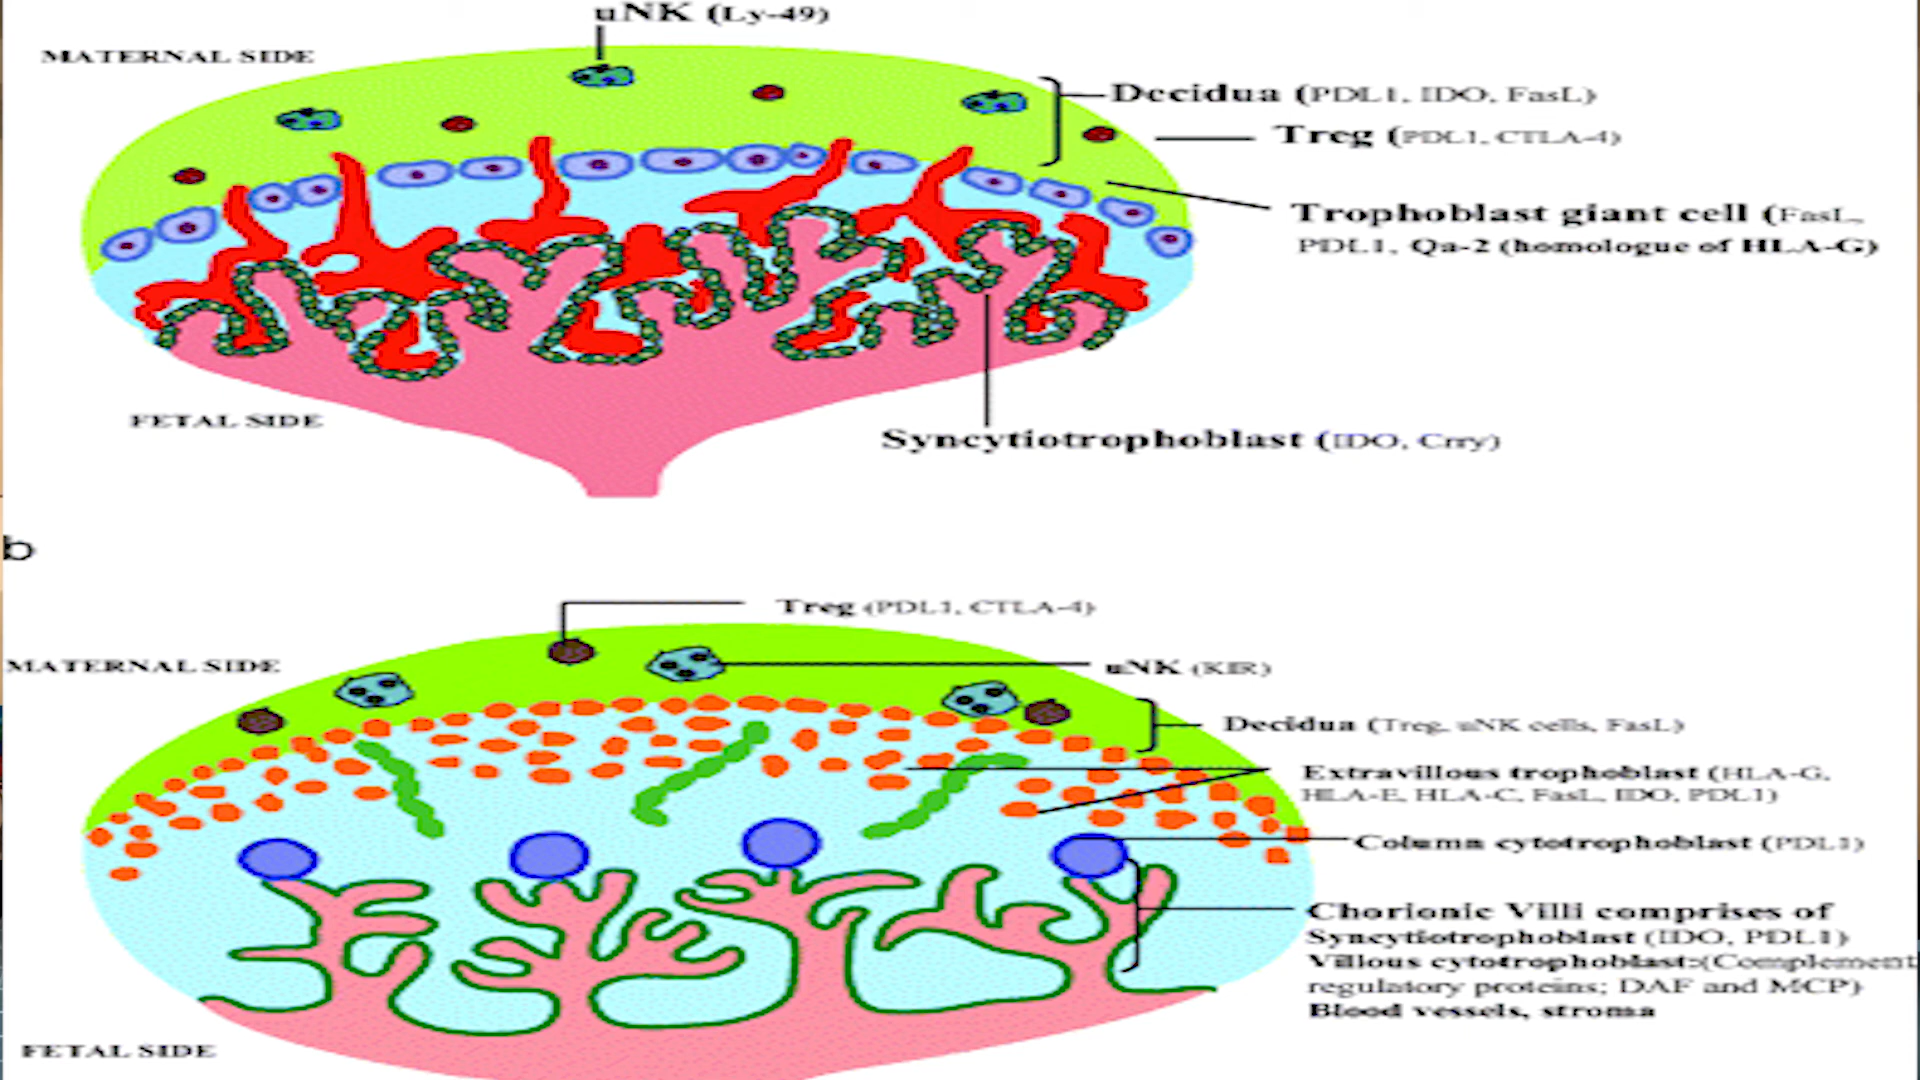 uNK (Ly-49)
MATERNAL SIDE
Decidua (PDL1, IDO, FasL)
Treg (PDL1, CTLA-4)
Trophoblast giant cell (FasL,
PDL1, Qa-2 (homologue of HLA-G)
FETAL SIDE
Syncytiotrophoblast (IDO, Crry)
b
Treg (PDL1, CTLA-4)
MATERNAL SIDE
uNK (KIR)
Decidua (Treg, uNK cells, FasL)
Extravillous trophoblast (HLA-G,
HLA-E, HLA-C, FasL, IDO, PDL1)
Column cytotrophoblast (PDL1)
Chorionic Villi comprises of
Syncytiotrophoblast (IDO, PDL1)
Villous cytotrophoblast:(Complement
regulatory proteins; DAF and MCP)
Blood vessels, stroma
FETAL SIDE